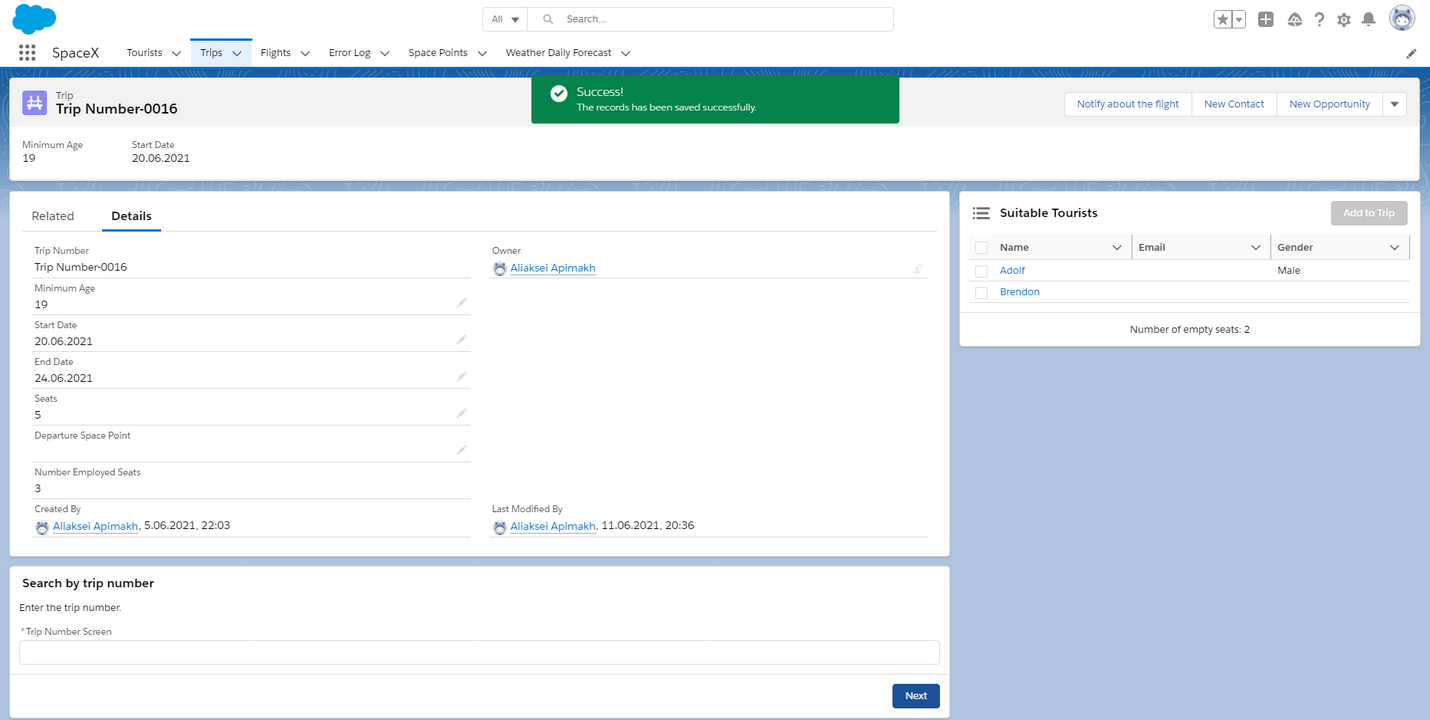 All
Search...
SpaceX
Tourists
Trips
Flights
Error Log
Space Points
Weather Daily Forecast
Trip
Trip Number-0016
Success!
The records has been saved successfully.
Notify about the flight
New Contact
New Opportunity
Minimum Age
19
Start Date
20.06.2021
Related
Details
Trip Number
Trip Number-0016
Owner
Aliaksei Apimakh
Minimum Age
19
Start Date
20.06.2021
End Date
24.06.2021
Seats
5
Departure Space Point
Number Employed Seats
3
Created By
Aliaksei Apimakh, 5.06.2021, 22:03
Last Modified By
Aliaksei Apimakh, 11.06.2021, 20:36
Suitable Tourists
Add to Trip
Name Email Gender
Adolf Male
Brendon
Number of empty seats: 2
Search by trip number
Enter the trip number.
* Trip Number Screen
Next